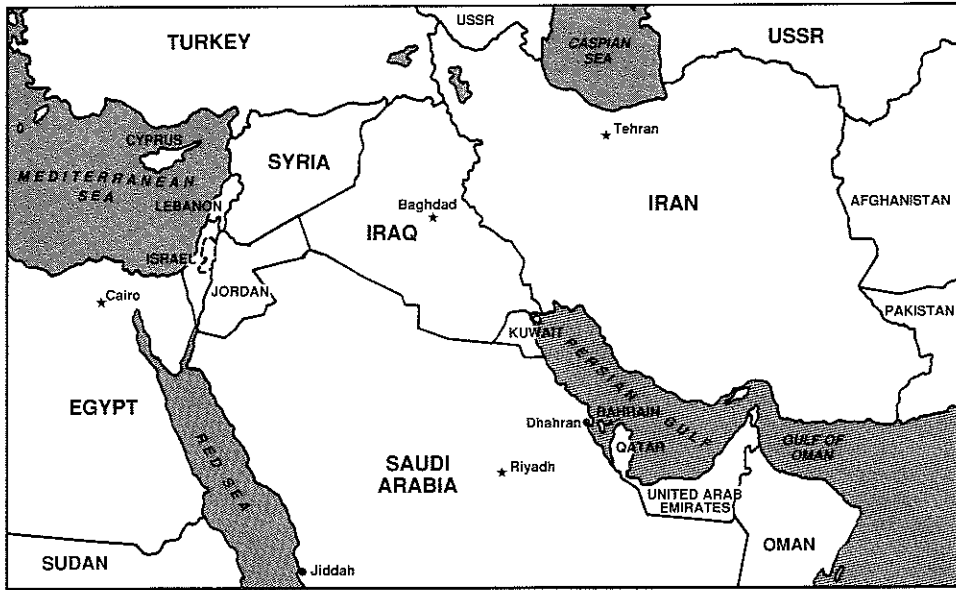 USSR
TURKEY
CASPIAN
SEA
USSR
Tehran
CYPRUS
SYRIA
MEDITERRANEAN
SEA
LEBANON
Baghdad
IRAQ
IRAN
AFGHANISTAN
ISRAEL
JORDAN
Cairo
KUWAIT
PAKISTAN
PERSIAN GULF
EGYPT
RED SEA
BAHRAIN
Dhahran
QATAR
GULF OF
OMAN
SAUDI
ARABIA
Riyadh
UNITED ARAB
EMIRATES
OMAN
SUDAN
Jiddah